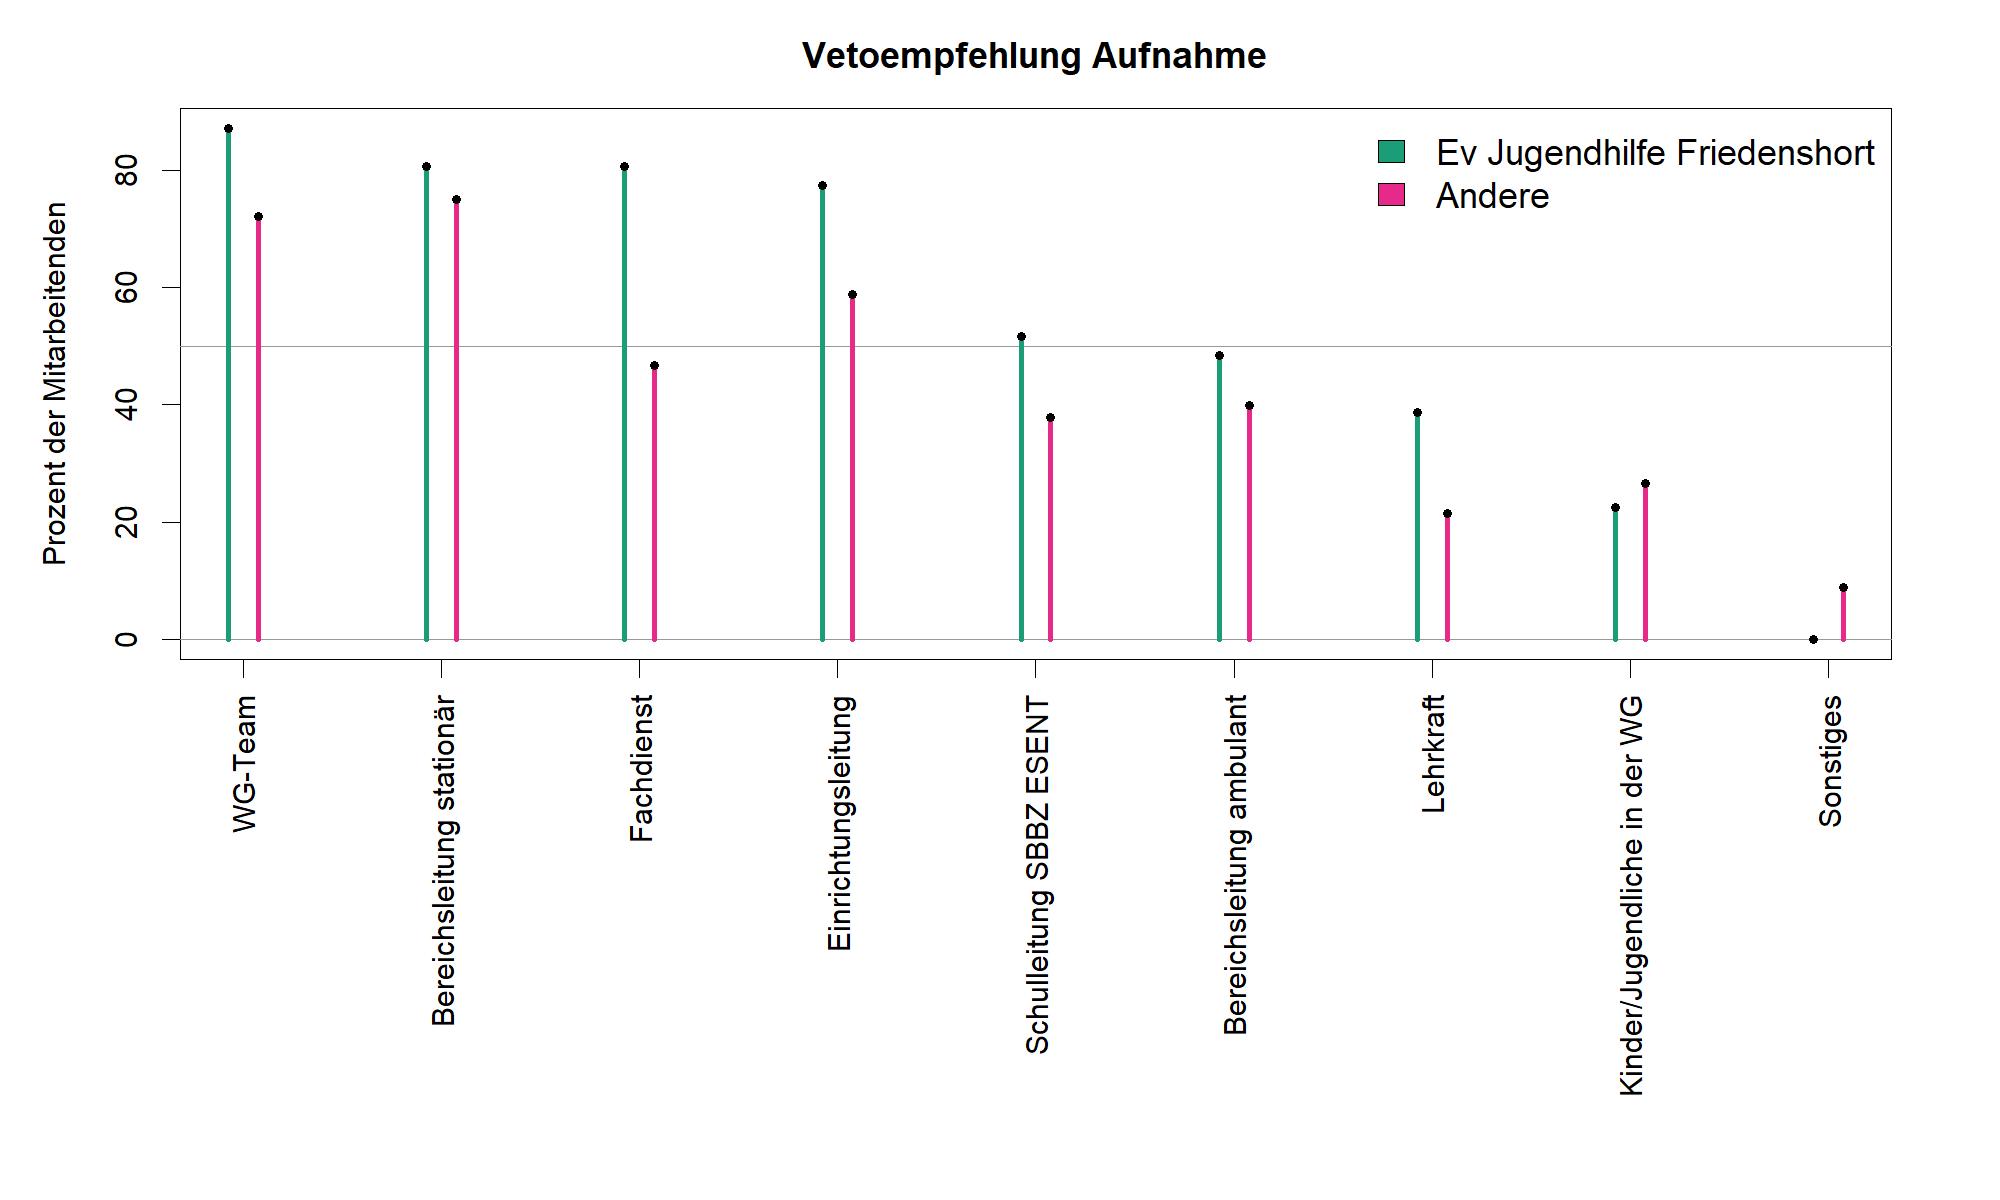 Vetoempfehlung Aufnahme
Ev Jugendhilfe Friedenshort
Andere
Prozent der Mitarbeitenden
80
60
40
20
0
WG-Team
Bereichsleitung stationär
Fachdienst
Einrichtungsleitung
Schulleitung SBBZ ESENT
Bereichsleitung ambulant
Lehrkraft
Kinder/Jugendliche in der WG
Sonstiges